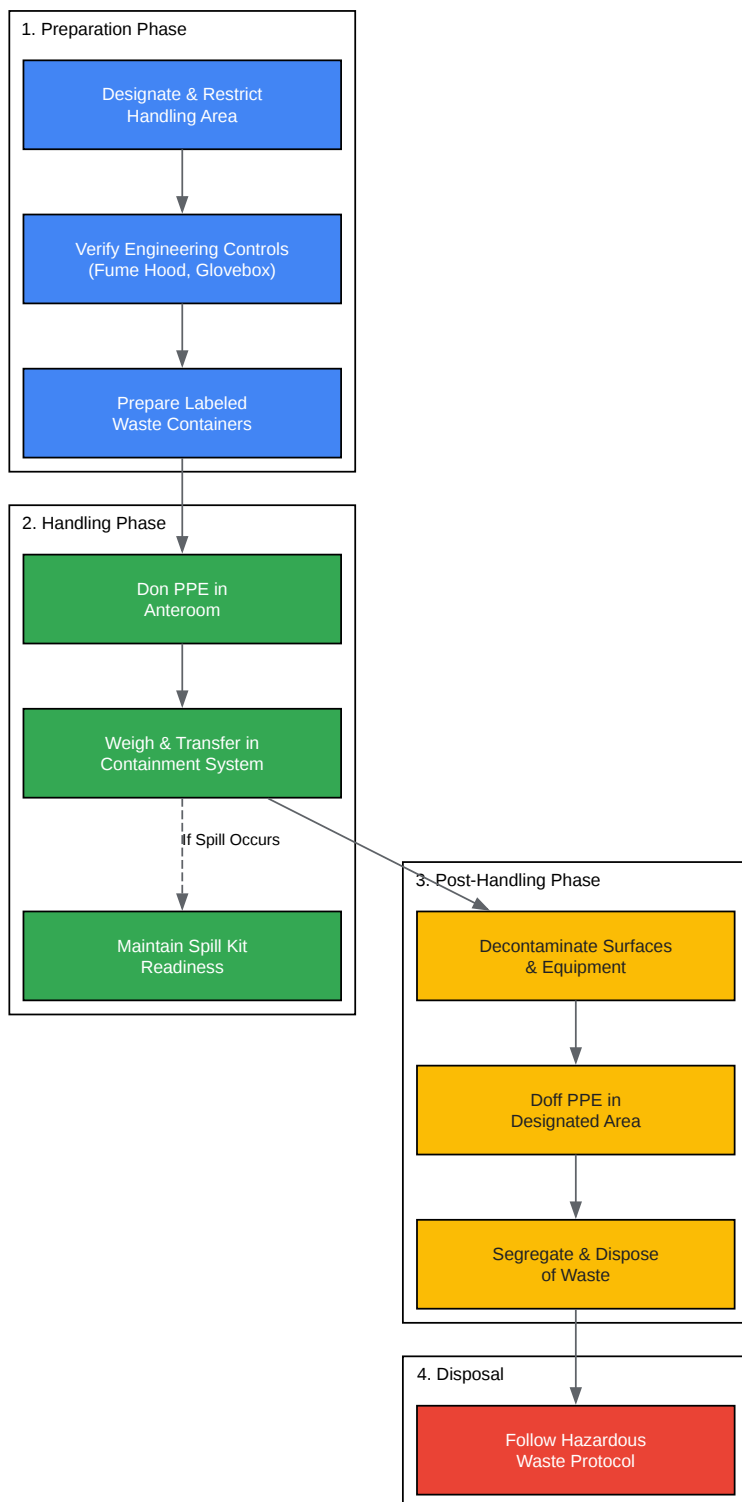 1. Preparation Phase
Designate & Restrict
Handling Area
Verify Engineering Controls
(Fume Hood, Glovebox)
Prepare Labeled
Waste Containers
2. Handling Phase
Don PPE in
Anteroom
Weigh & Transfer in
Containment System
If Spill Occurs
Maintain Spill Kit
Readiness
3. Post-Handling Phase
Decontaminate Surfaces
& Equipment
Doff PPE in
Designated Area
Segregate & Dispose
of Waste
4. Disposal
Follow Hazardous
Waste Protocol